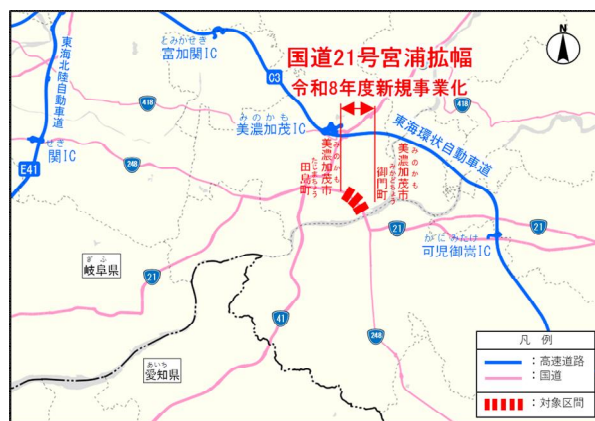 国道21号宮浦拡幅
令和8年度新規事業化
N
とみかせき
富加関IC
東海北陸自動車道
C3
418
418
みのかも
美濃加茂IC
東海環状自動車道
せき
関IC
E41
248
みのかも
美濃加茂市
たじまちょう
田島町
みのかも
美濃加茂市
みかどちょう
御門町
21
21
かにみたけ
可児御嵩IC
ぎふ
岐阜県
21
41
248
あいち
愛知県
凡 例
：高速道路
：国道
：対象区間